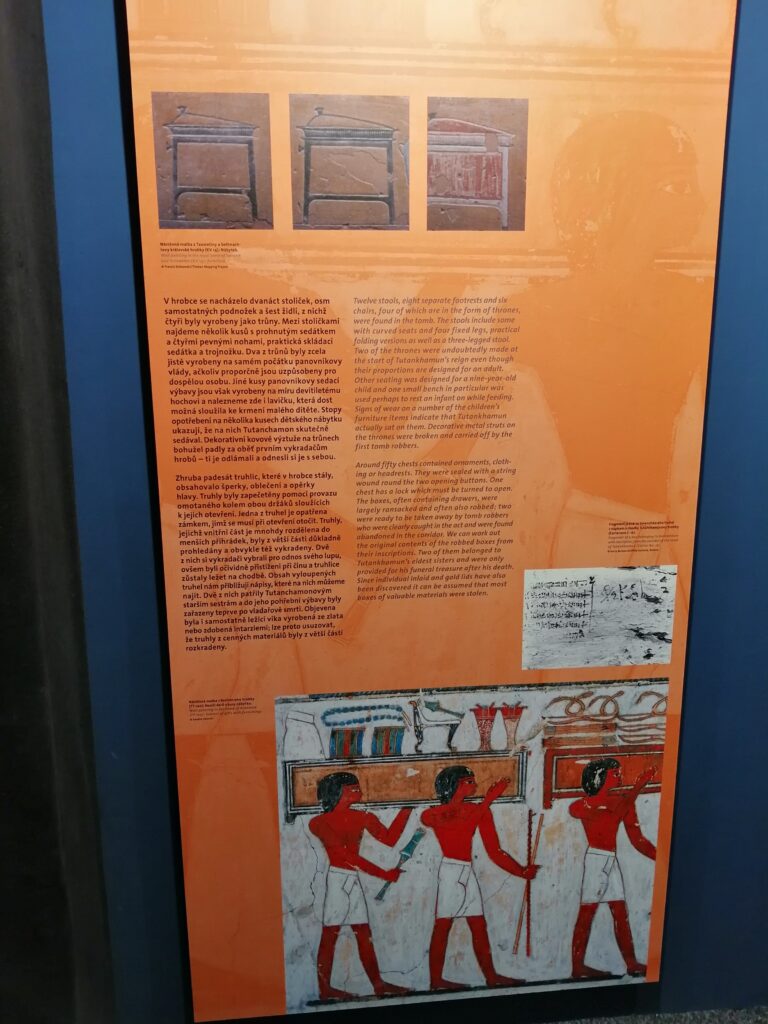 Nástěnná malba z Tausretiny a Sethnach-
tovy královské hrobky (KV 14): Nábytek.
V hrobce se nacházelo dvanáct stoliček, osm
samostatných podnožek a šest židlí, z nichž
čtyři byly vyrobeny jako trůny. Mezi stoličkami
najdeme několik kusů s prohnutým sedátkem
a čtyřmi pevnými nohami, praktická skládací
sedátka a trojnožku. Dva z trůnů byly zcela
jistě vyrobeny na samém počátku panovníkovy
vlády, ačkoliv proporčně jsou uzpůsobeny pro
dospělou osobu. Jiné kusy panovníkovy sedací
výbavy jsou však vyrobeny na míru devítiletému
hochovi a nalezneme zde i lavičku, která dost
možná sloužila ke krmení malého dítěte. Stopy
opotřebení na několika kusech dětského nábytku
ukazují, že na nich Tutanchamon skutečně
sedával. Dekorativní kovové výztuže na trůnech
bohužel padly za oběť prvním vykradačům
hrobů – ti je odlámali a odnesli si je s sebou.
Zhruba padesát truhlic, které v hrobce stály,
obsahovalo šperky, oblečení a opěrky
hlavy. Truhly byly zapečetěny pomocí provazu
omotaného kolem obou držáků sloužících
k jejich otevření. Jedna z truhel je opatřena
zámkem, jímž se musí při otevření otočit. Truhly,
jejichž vnitřní část je mnohdy rozdělena do
menších přihrádek, byly z větší části důkladně
prohledány a obvykle též vykradeny. Dvě
z nich si vykradači vybrali pro odnos svého lupu,
ovšem byli očividně přistiženi při činu a truhlice
zůstaly ležet na chodbě. Obsah vyloupených
truhel nám přibližují nápisy, které na nich můžeme
najít. Dvě z nich patřily Tutanchamonovým
starším sestrám a do jeho pohřební výbavy byly
zařazeny teprve po vladařově smrti. Objevena
byla i samostatně ležící víka vyrobená ze zlata
nebo zdobená intarziemi; lze proto usuzovat,
že truhly z cenných materiálů byly z větší části
rozkradeny.
Twelve stools, eight separate footrests and six
chairs, four of which are in the form of thrones,
were found in the tomb. The stools include some
with curved seats and four fixed legs, practical
folding versions as well as a three-legged stool.
Two of the thrones were undoubtedly made at
the start of Tutankhamun's reign even though
their proportions are designed for an adult.
Other seating was designed for a nine-year-old
child and one small bench in particular was
used perhaps to rest an infant on while feeding.
Signs of wear on a number of the children's
furniture items indicate that Tutankhamun
actually sat on them. Decorative metal struts on
the thrones were broken and carried off by the
first tomb robbers.
Around fifty chests contained ornaments, cloth-
ing or headrests. They were sealed with a string
wound round the two opening buttons. One
chest has a lock which must be turned to open.
The boxes, often containing drawers, were
largely ransacked and often also robbed; two
were ready to be taken away by tomb robbers
who were clearly caught in the act and were found
abandoned in the corridor. We can work out
the original contents of the robbed boxes from
their inscriptions. Two of them belonged to
Tutankhamun's eldest sisters and were only
provided for his funeral treasure after his death.
Since individual inlaid and gold lids have also
been discovered it can be assumed that most
boxes of valuable materials were stolen.